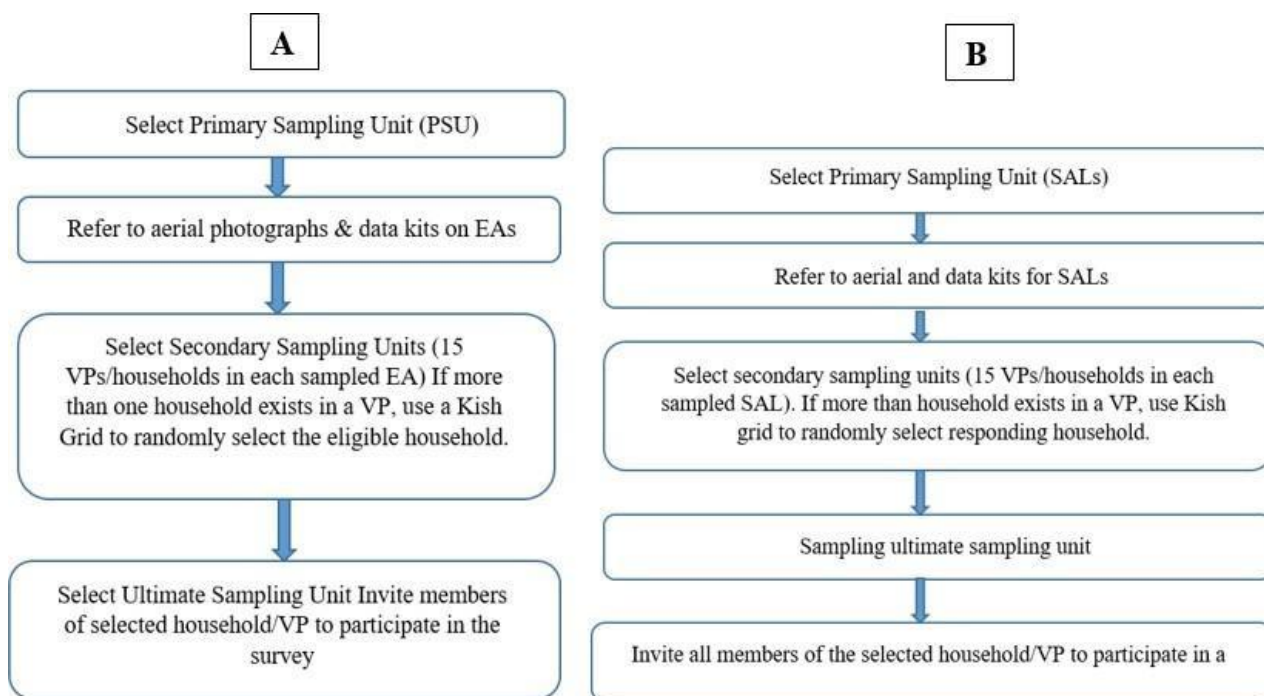 A
Select Primary Sampling Unit (PSU)
Refer to aerial photographs & data kits on EAs
Select Secondary Sampling Units (15
VPs/households in each sampled EA) If more
than one household exists in a VP, use a Kish
Grid to randomly select the eligible household.
Select Ultimate Sampling Unit Invite members
of selected household/VP to participate in the
survey
B
Select Primary Sampling Unit (SALs)
Refer to aerial and data kits for SALs
Select secondary sampling units (15 VPs/households in each
sampled SAL). If more than household exists in a VP, use Kish
grid to randomly select responding household.
Sampling ultimate sampling unit
Invite all members of the selected household/VP to participate in a